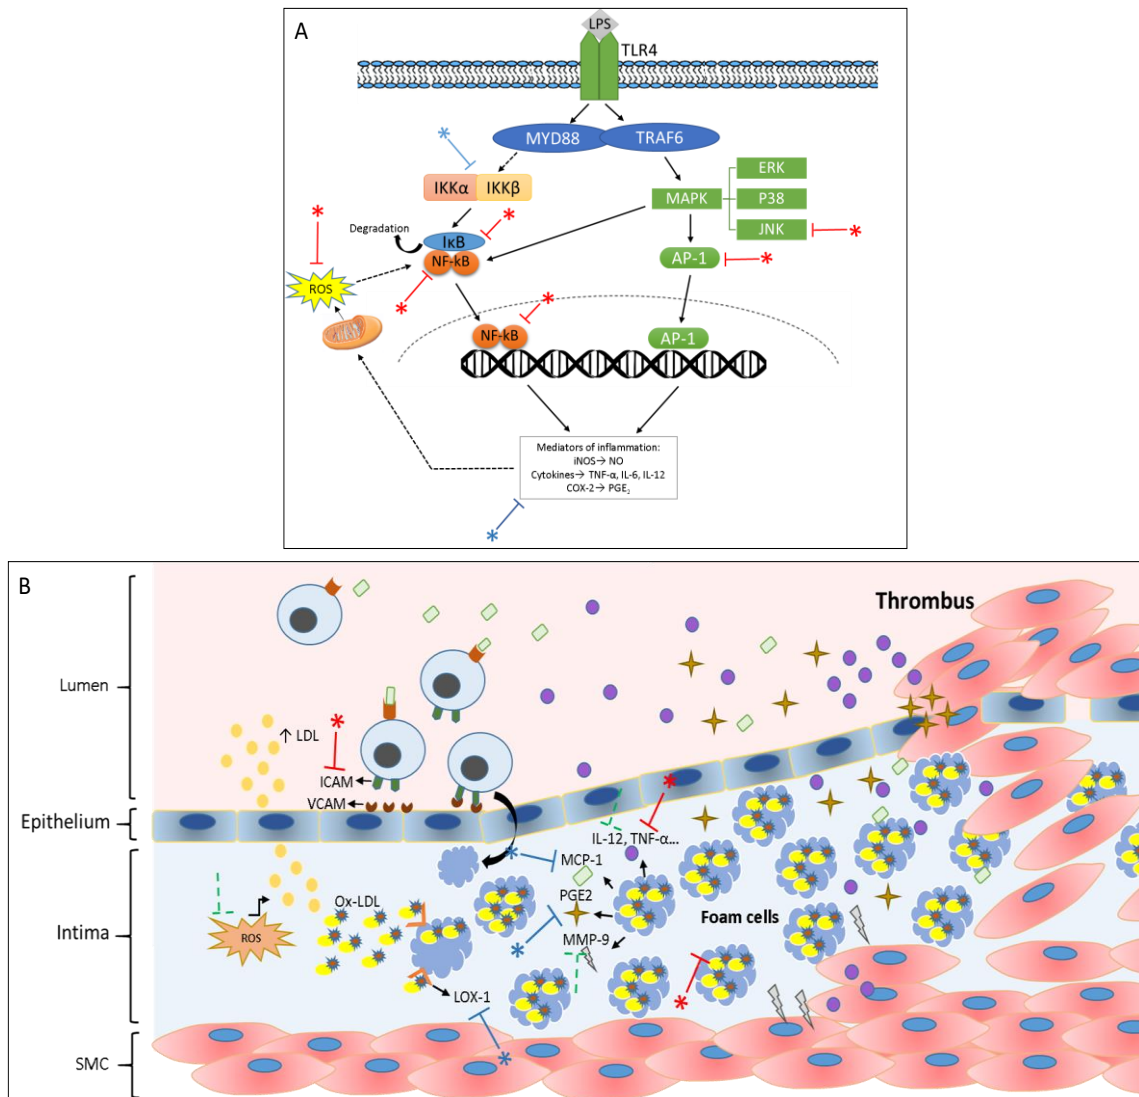 A
LPS
TLR4
MYD88
TRAF6
ERK
IKKα
IKKβ
MAPK
P38
JNK
Degradation
IκB
NF-kB
AP-1
ROS
NF-kB
AP-1
Mediators of inflammation:
iNOS→ NO
Cytokines→ TNF-α, IL-6, IL-12
COX-2→ PGE₂
B
Thrombus
Lumen
↑ LDL
ICAM
VCAM
Epithelium
IL-12, TNF-α...
MCP-1
PGE2
Ox-LDL
Foam cells
Intima
ROS
MMP-9
LOX-1
SMC